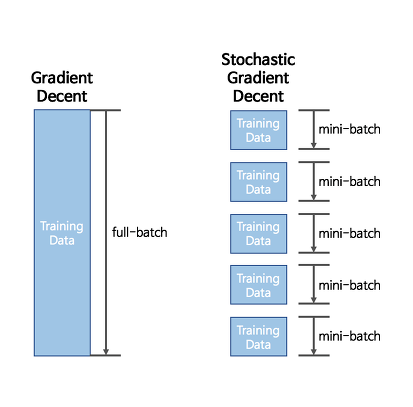 Gradient
Decent
Training
Data
full-batch
Stochastic
Gradient
Decent
Training
Data
mini-batch
Training
Data
mini-batch
Training
Data
mini-batch
Training
Data
mini-batch
Training
Data
mini-batch